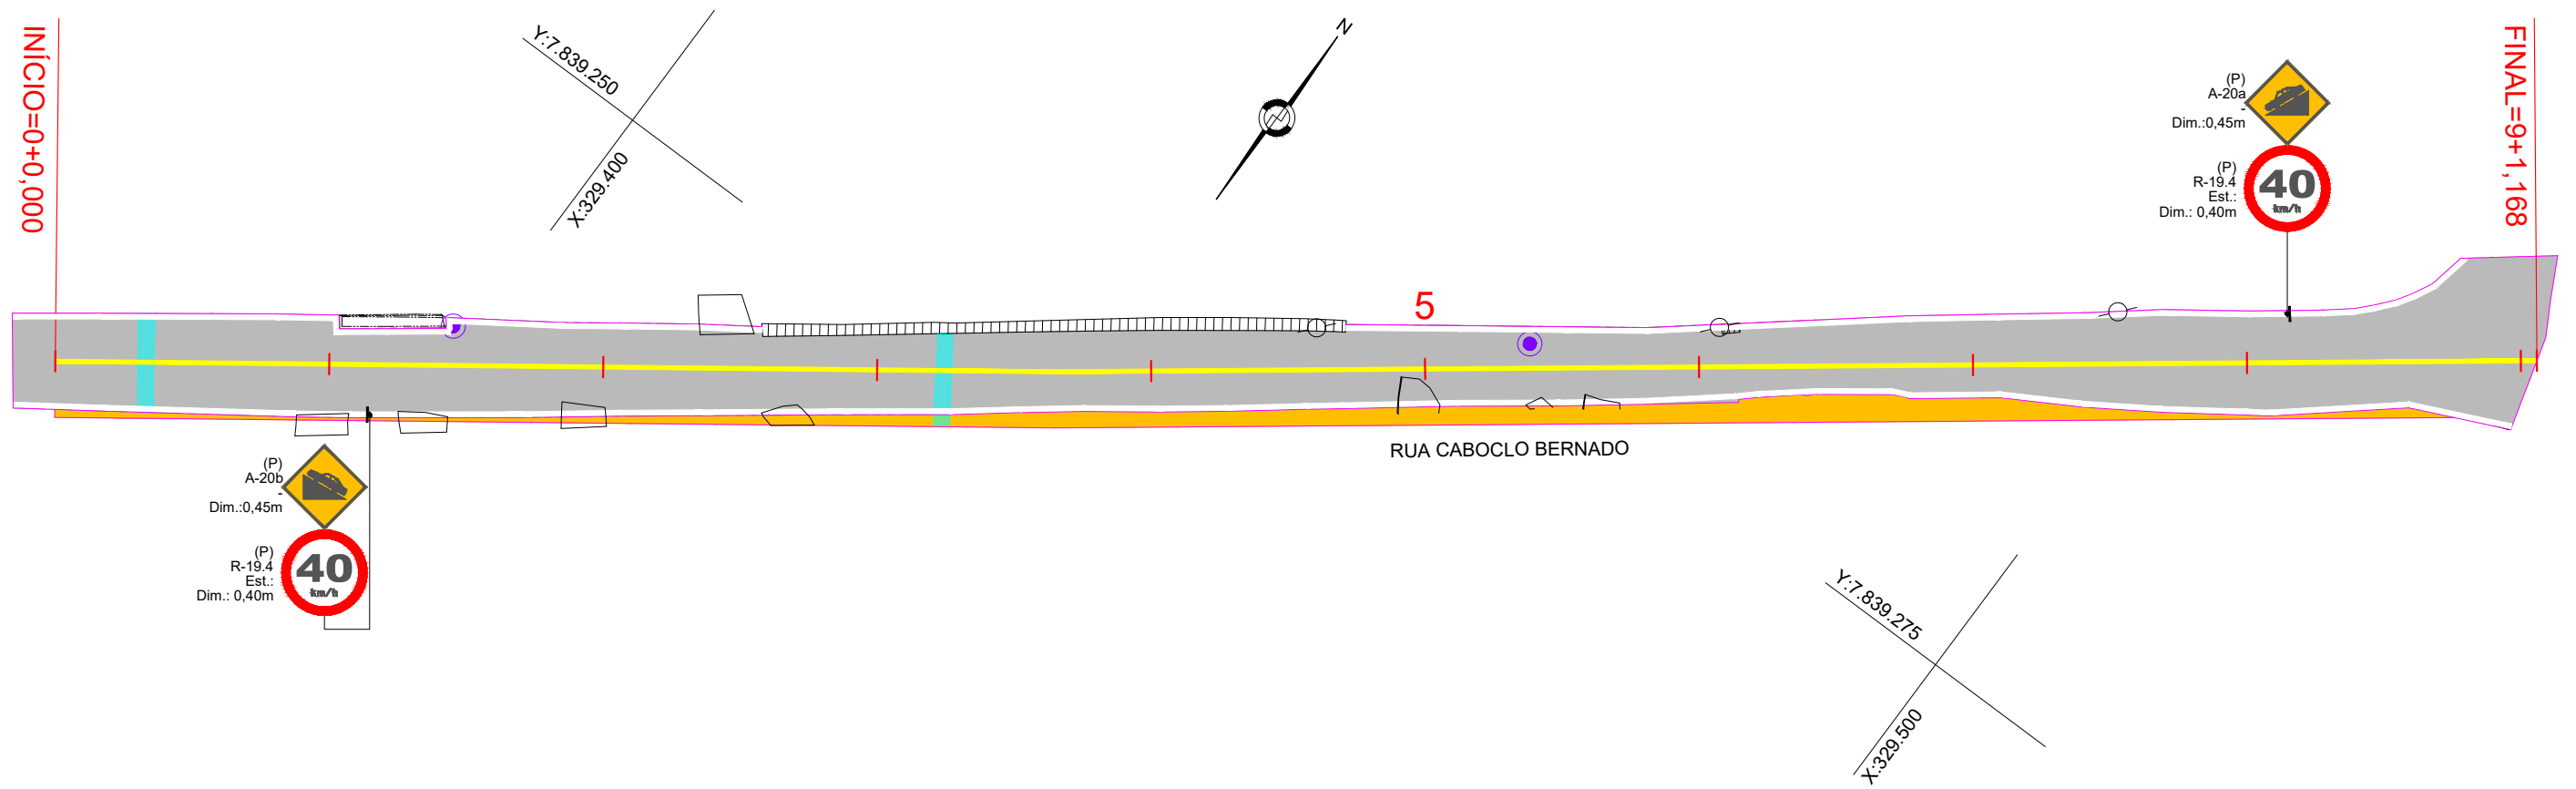 INÍCIO=0+0,000
Y:7.839.250
X:329.400
N
(P)
A-20a
-
Dim.:0,45m
(P)
R-19.4
Est.:
Dim.: 0,40m
40
km/h
FINAL=9+1,168
5
RUA CABOCLO BERNADO
(P)
A-20b
-
Dim.:0,45m
(P)
R-19.4
Est.:
Dim.: 0,40m
40
km/h
Y:7.839.275
X:329.500